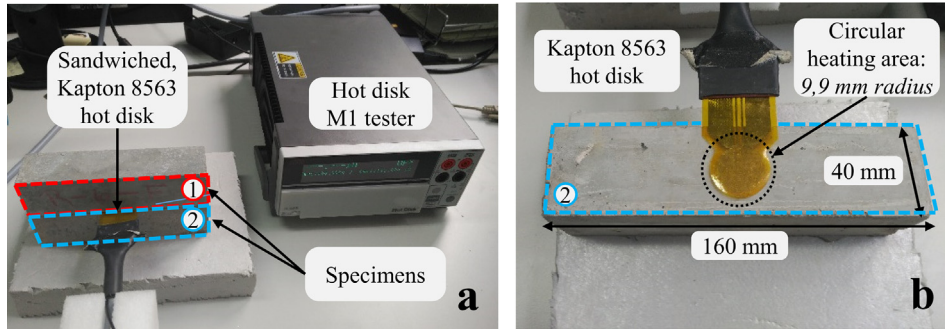 Sandwiched,
Kapton 8563
hot disk
Hot disk
M1 tester
1
2
Specimens
a
Kapton 8563
hot disk
Circular
heating area:
9,9 mm radius
2
40 mm
160 mm
b